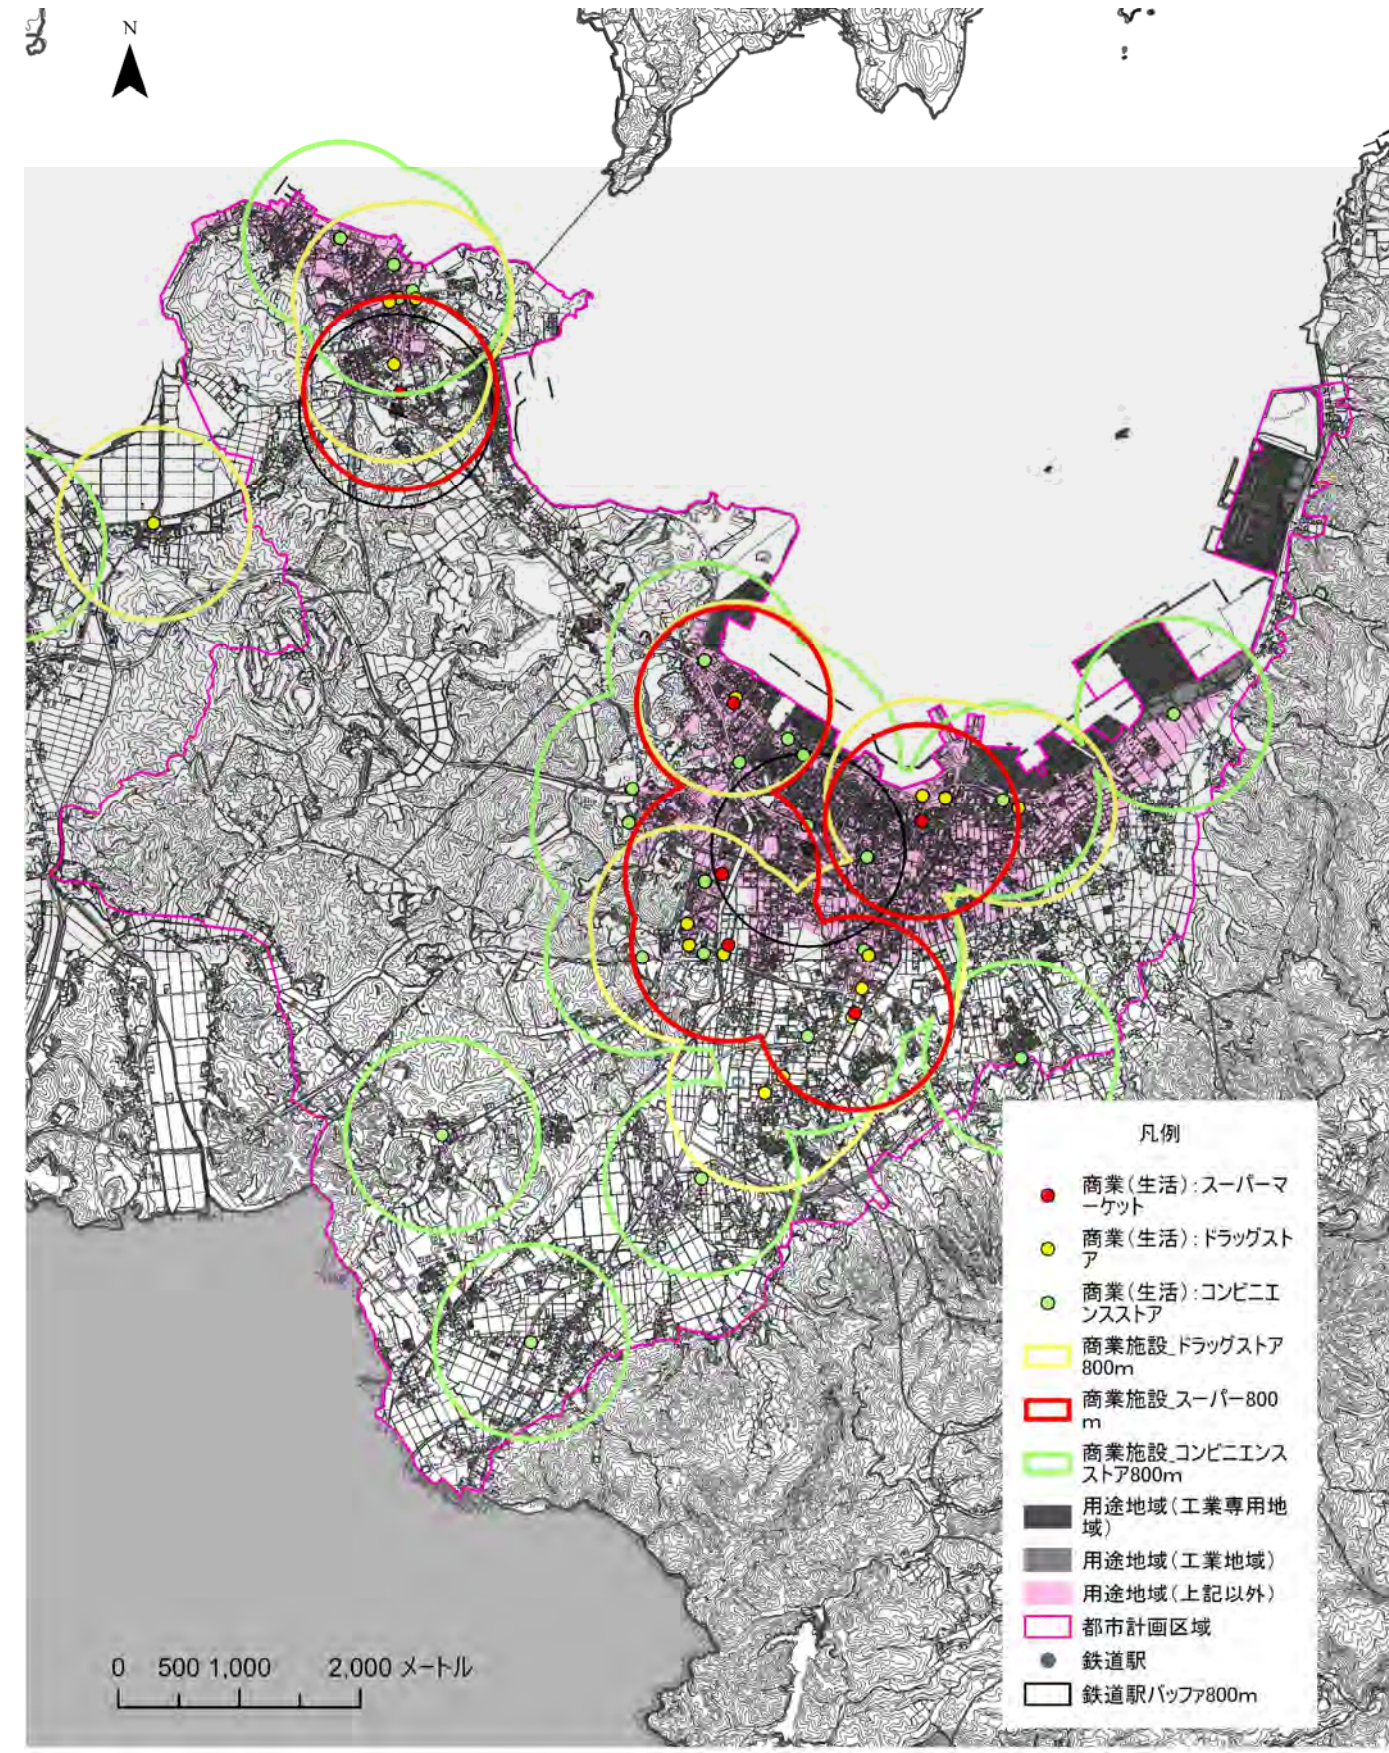 N
凡例
商業(生活):スーパーマ
ーケット
商業(生活):ドラッグスト
ア
商業(生活):コンビニエ
ンスストア
商業施設_ドラッグストア
800m
商業施設_スーパー800
m
商業施設_コンビニエンス
ストア800m
用途地域(工業専用地
域)
用途地域(工業地域)
用途地域(上記以外)
都市計画区域
鉄道駅
鉄道駅バッファ800m
0 500 1,000 2,000 メートル